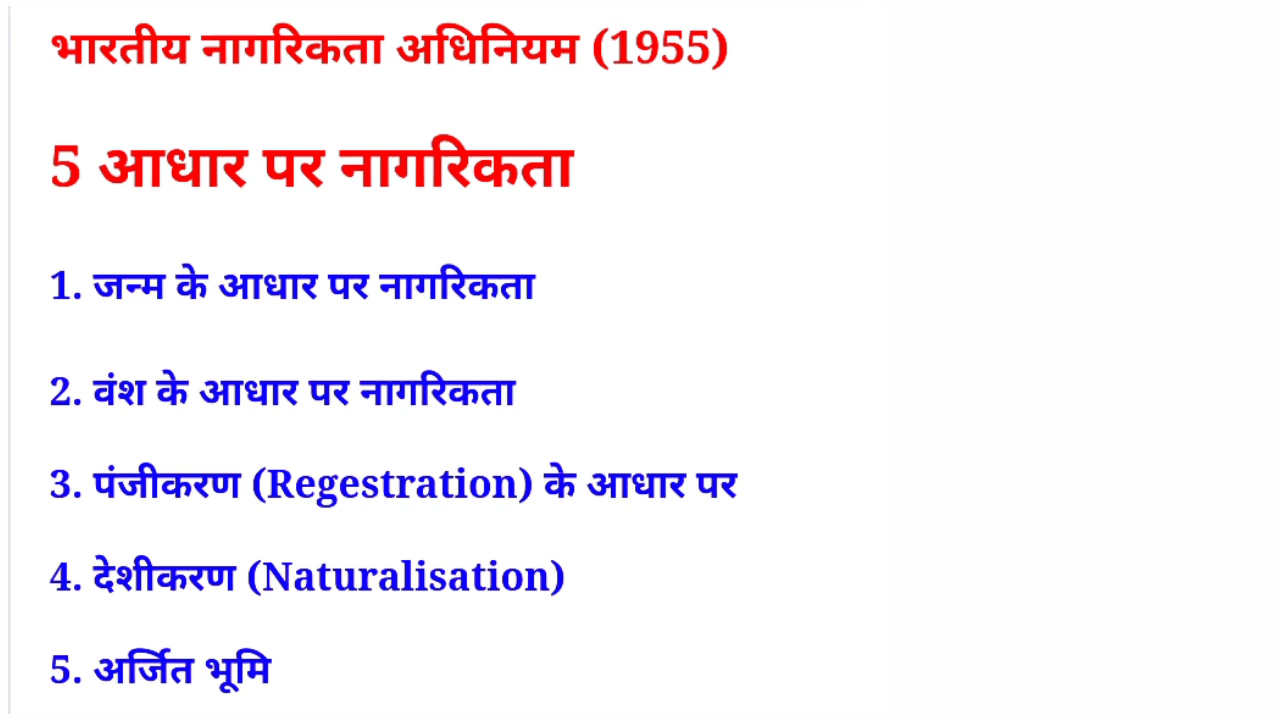 भारतीय नागरिकता अधिनियम (1955)
5 आधार पर नागरिकता
1. जन्म के आधार पर नागरिकता
2. वंश के आधार पर नागरिकता
3. पंजीकरण (Regestration) के आधार पर
4. देशीकरण (Naturalisation)
5. अर्जित भूमि